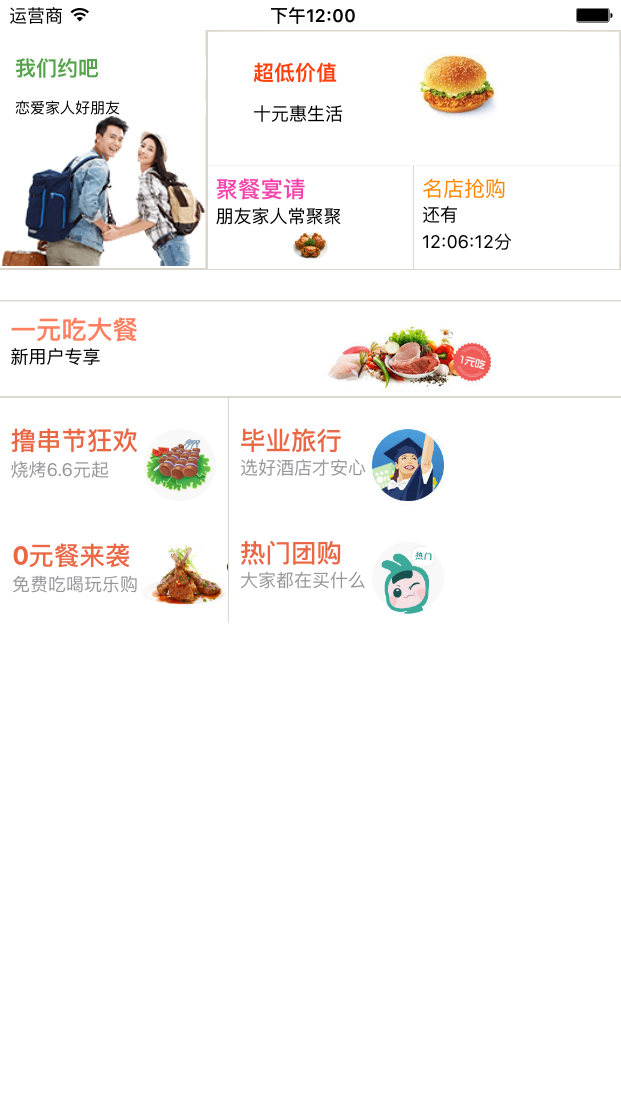 运营商
下午12:00
我们约吧
恋爱家人好朋友
超低价值
十元惠生活
聚餐宴请
朋友家人常聚聚
名店抢购
还有
12:06:12分
一元吃大餐
新用户专享
1元吃
撸串节狂欢
烧烤6.6元起
毕业旅行
选好酒店才安心
0元餐来袭
免费吃喝玩乐购
热门团购
大家都在买什么
热门